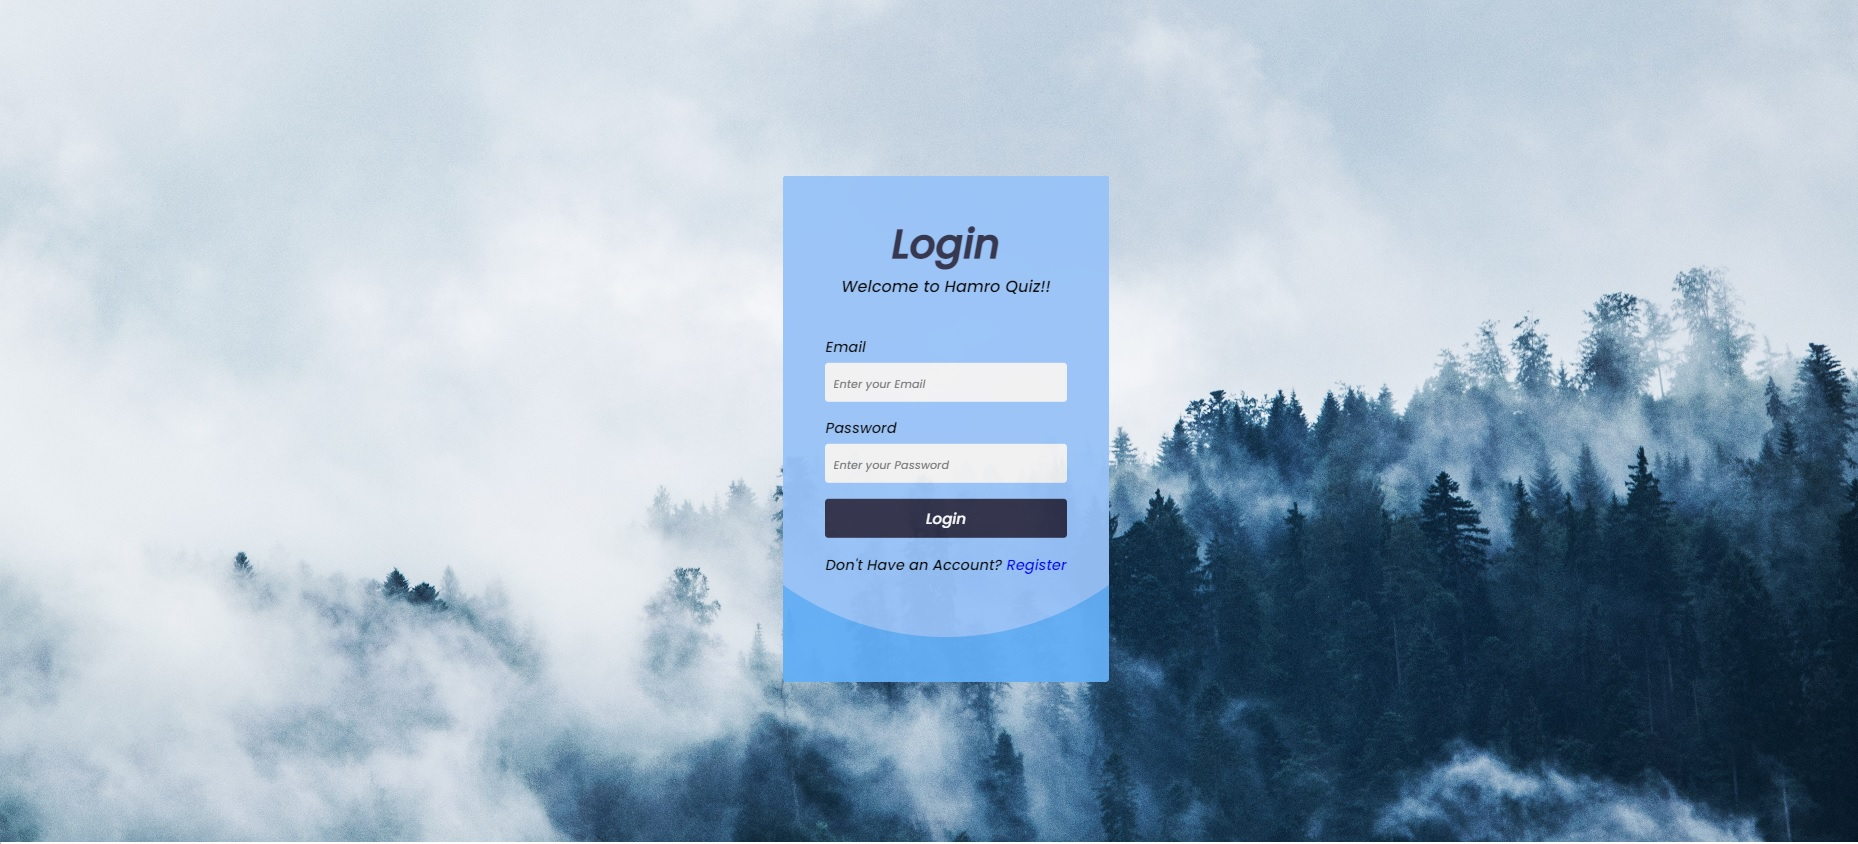 Login
Welcome to Hamro Quiz!!
Email
Enter your Email
Password
Enter your Password
Login
Don't Have an Account? Register